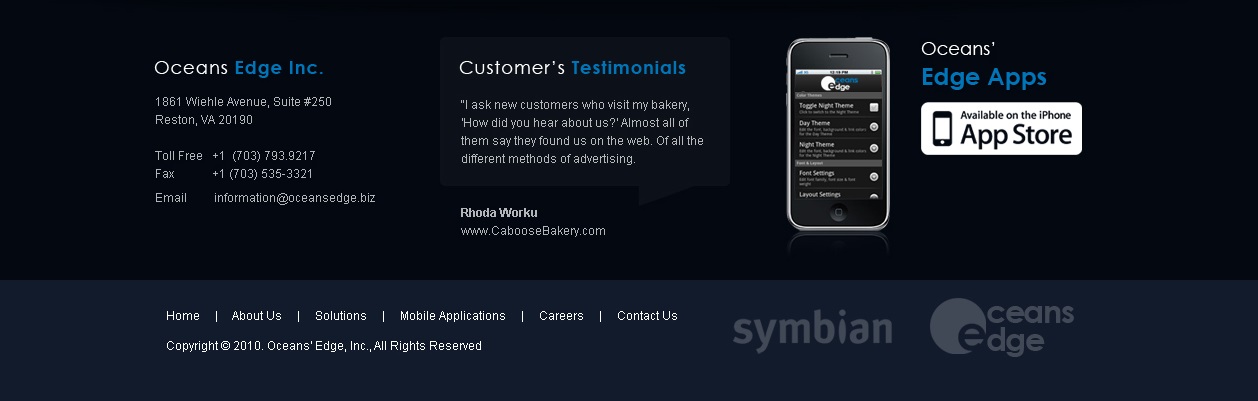 Oceans Edge Inc.
1861 Wiehle Avenue, Suite #250
Reston, VA 20190
Toll Free +1 (703) 793.9217
Fax +1 (703) 535-3321
Email information@oceansedge.biz
Customer's Testimonials
"I ask new customers who visit my bakery,
'How did you hear about us?' Almost all of
them say they found us on the web. Of all the
different methods of advertising.
Rhoda Worku
www.CabooseBakery.com
12:18 PM
Oceans
Edge
Color Themes
Toggle Night Theme
Click to switch to the Night Theme
Day Theme
Edit the font, background & link colors
for the Day Theme
Night Theme
Edit the font, background & link colors
for the Night Theme
Font & Layout
Font Settings
Edit font family, font size & font
weight
Layout Settings
Oceans'
Edge Apps
Available on the iPhone
App Store
Home | About Us | Solutions | Mobile Applications | Careers | Contact Us
Copyright © 2010. Oceans' Edge, Inc., All Rights Reserved
symbian
Oceans
edge